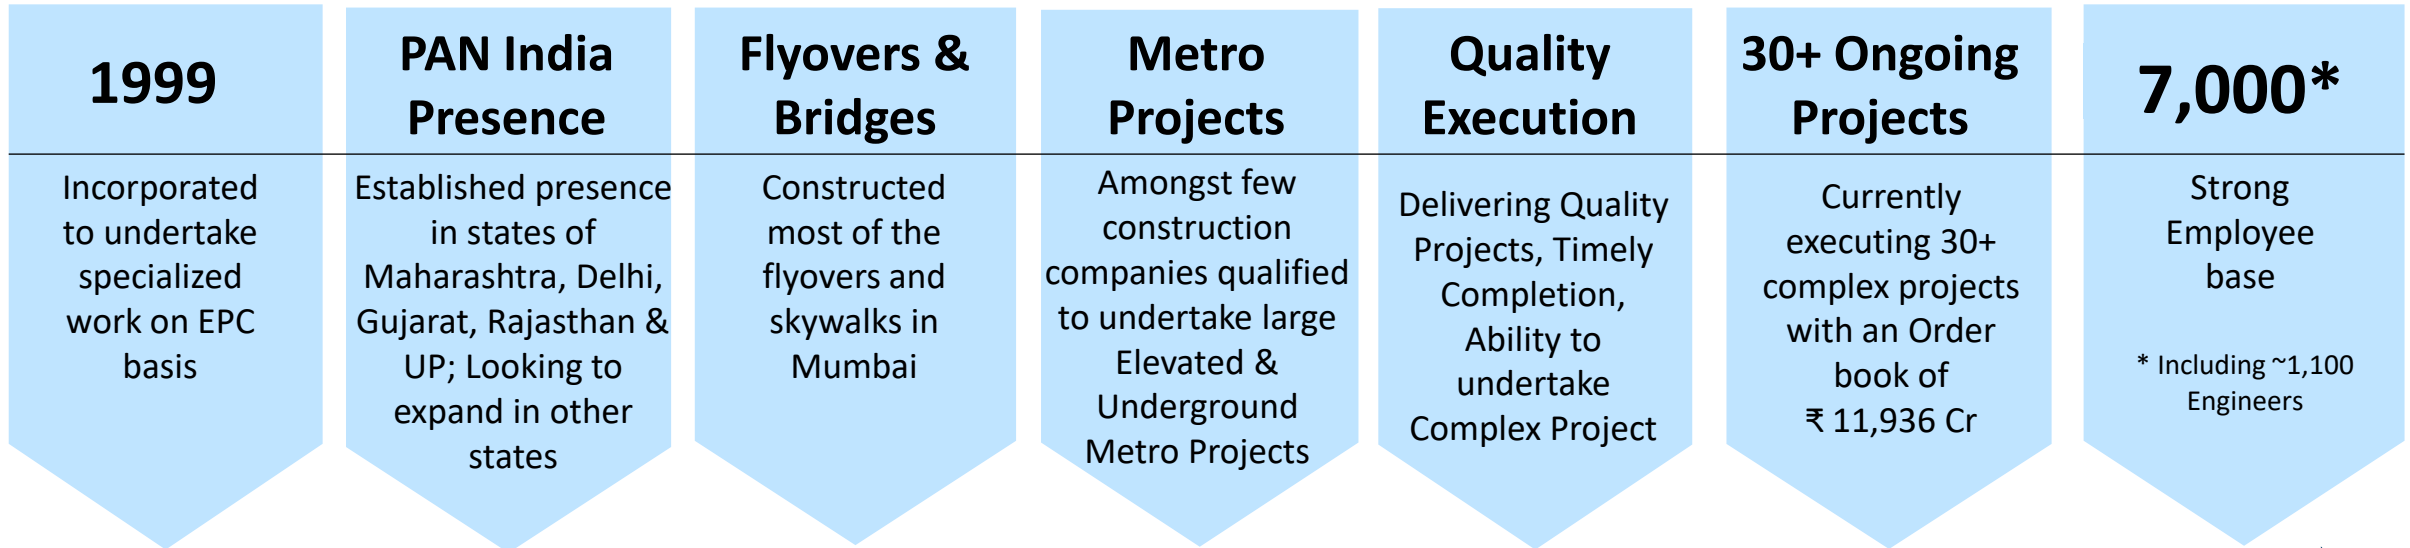 1999
Incorporated
to undertake
specialized
work on EPC
basis
PAN India
Presence
Established presence
in states of
Maharashtra, Delhi,
Gujarat, Rajasthan &
UP; Looking to
expand in other
states
Flyovers &
Bridges
Constructed
most of the
flyovers and
skywalks in
Mumbai
Metro
Projects
Amongst few
construction
companies qualified
to undertake large
Elevated &
Underground
Metro Projects
Quality
Execution
Delivering Quality
Projects, Timely
Completion,
Ability to
undertake
Complex Project
30+ Ongoing
Projects
Currently
executing 30+
complex projects
with an Order
book of
₹ 11,936 Cr
7,000*
Strong
Employee
base
* Including ~1,100
Engineers